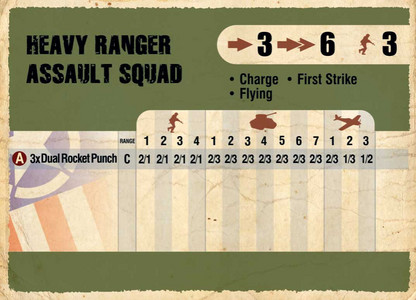 HEAVY RANGER
ASSAULT SQUAD
3 6 3
• Charge • First Strike
• Flying
RANGE 1 2 3 4 1 2 3 4 5 6 7 1 2 3
A 3x Dual Rocket Punch C 2/1 2/1 2/1 2/1 2/3 2/3 2/3 2/3 2/3 2/3 2/3 2/3 1/3 1/2